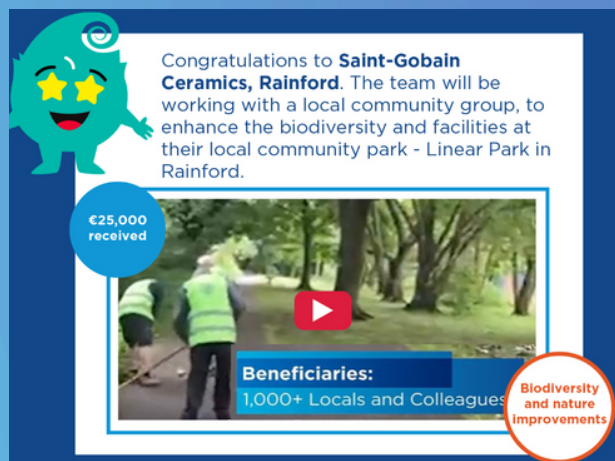 Congratulations to Saint-Gobain
Ceramics, Rainford. The team will be
working with a local community group, to
enhance the biodiversity and facilities at
their local community park - Linear Park in
Rainford.
€25,000
received
Beneficiaries:
1,000+ Locals and Colleagues
Biodiversity
and nature
improvements